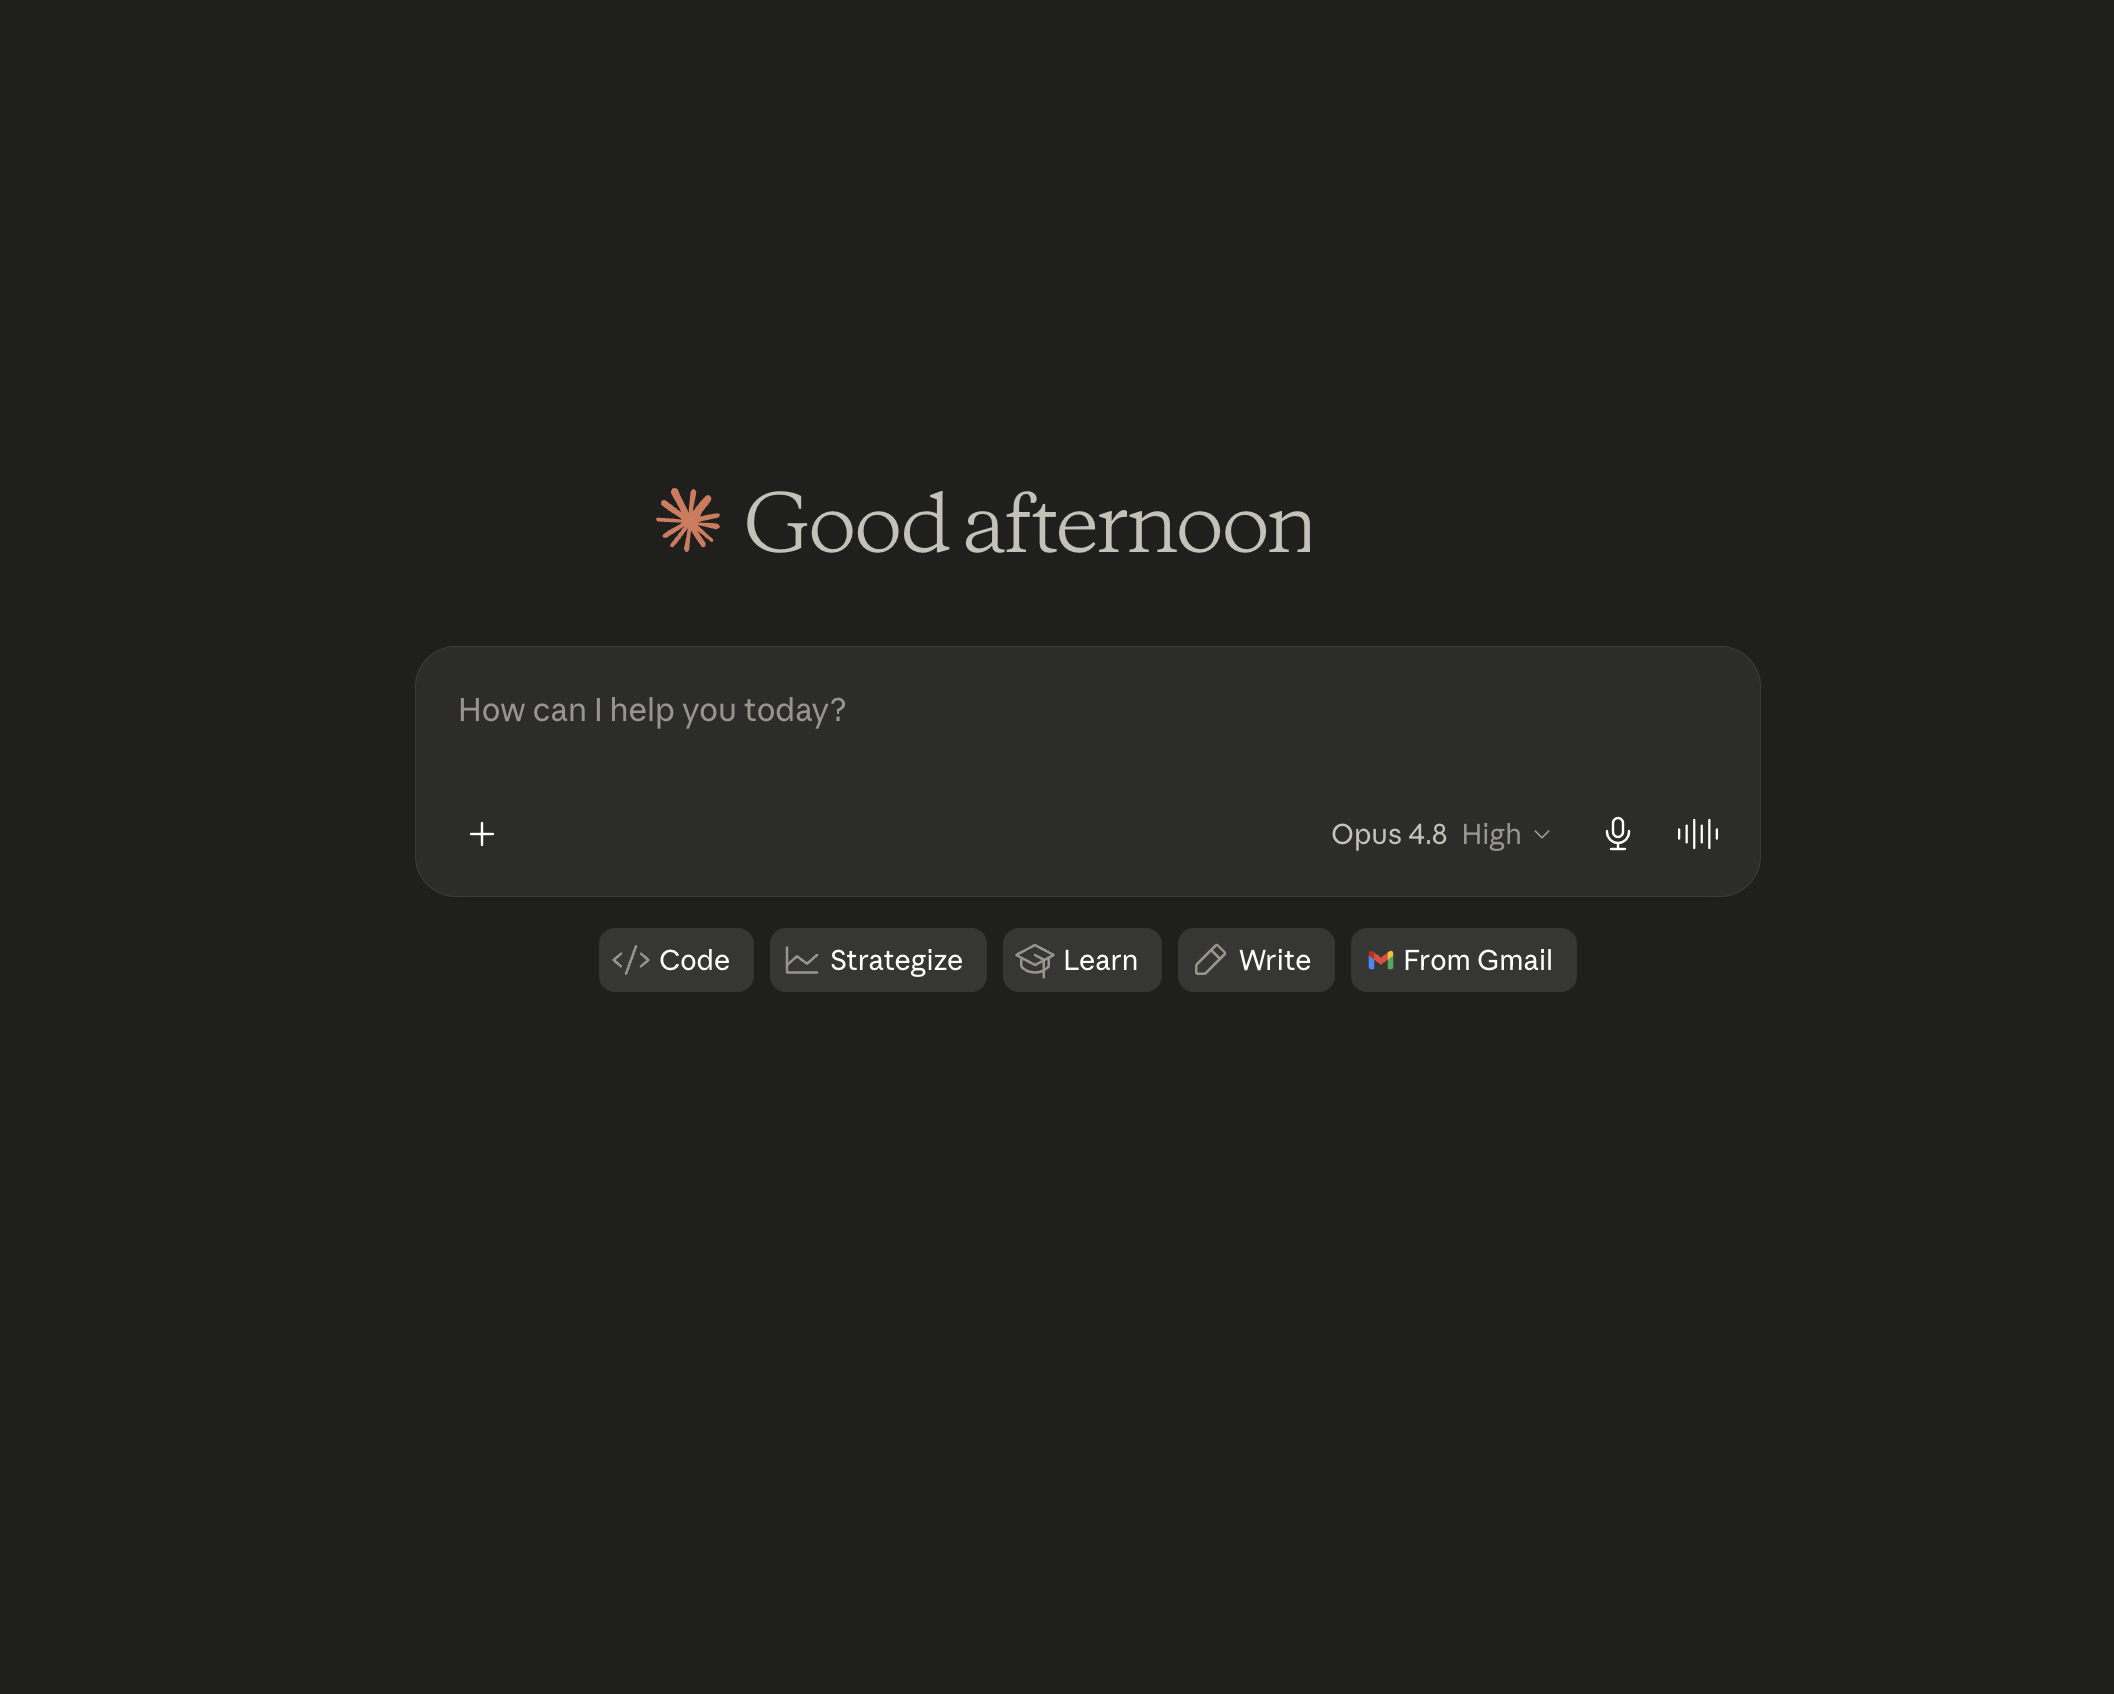 Good afternoon
How can I help you today?
Opus 4.8 High
Code Strategize Learn Write From Gmail